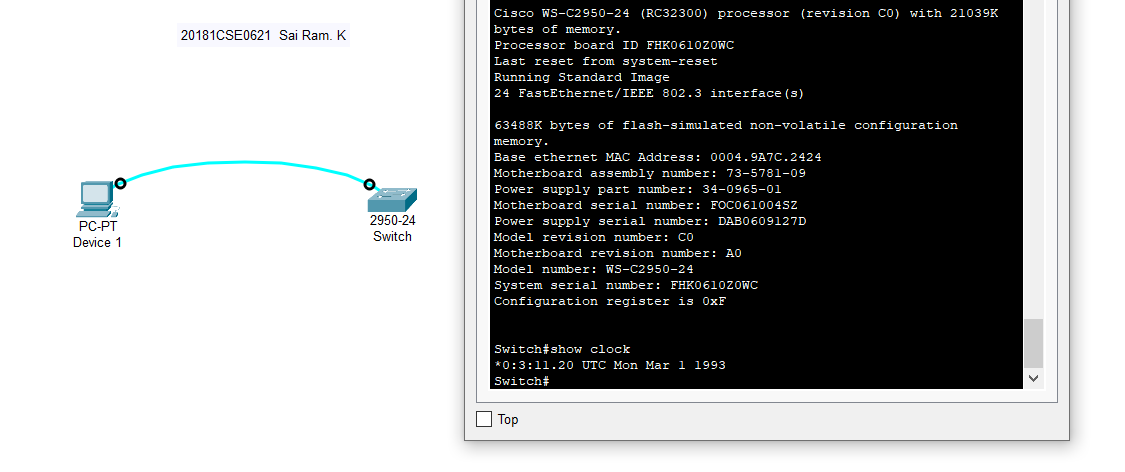 20181CSE0621 Sai Ram. K
PC-PT
Device 1
2950-24
Switch
Cisco WS-C2950-24 (RC32300) processor (revision C0) with 21039K
bytes of memory.
Processor board ID FHK0610Z0WC
Last reset from system-reset
Running Standard Image
24 FastEthernet/IEEE 802.3 interface(s)
63488K bytes of flash-simulated non-volatile configuration
memory.
Base ethernet MAC Address: 0004.9A7C.2424
Motherboard assembly number: 73-5781-09
Power supply part number: 34-0965-01
Motherboard serial number: FOC061004SZ
Power supply serial number: DAB0609127D
Model revision number: C0
Motherboard revision number: A0
Model number: WS-C2950-24
System serial number: FHK0610Z0WC
Configuration register is 0xF
Switch#show clock
*0:3:11.20 UTC Mon Mar 1 1993
Switch#
Top